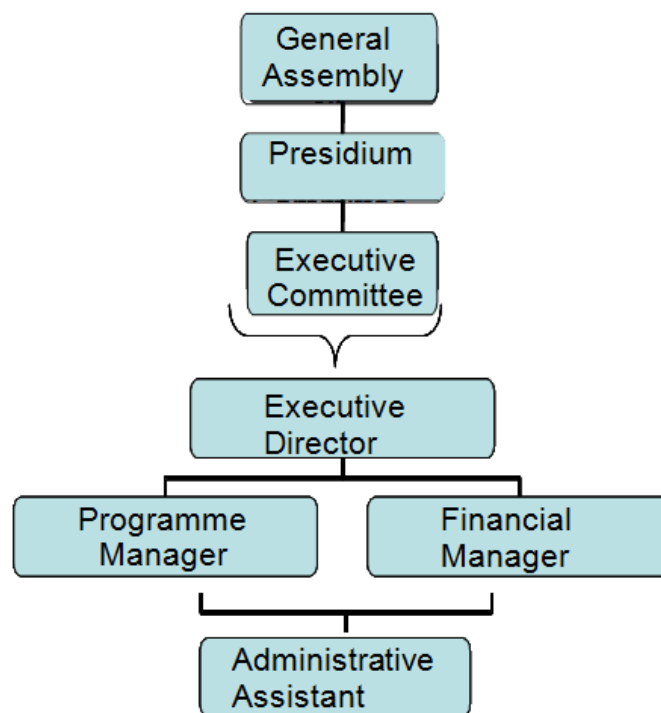 General
Assembly
Presidium
Executive
Committee
Executive
Director
Programme
Manager
Financial
Manager
Administrative
Assistant